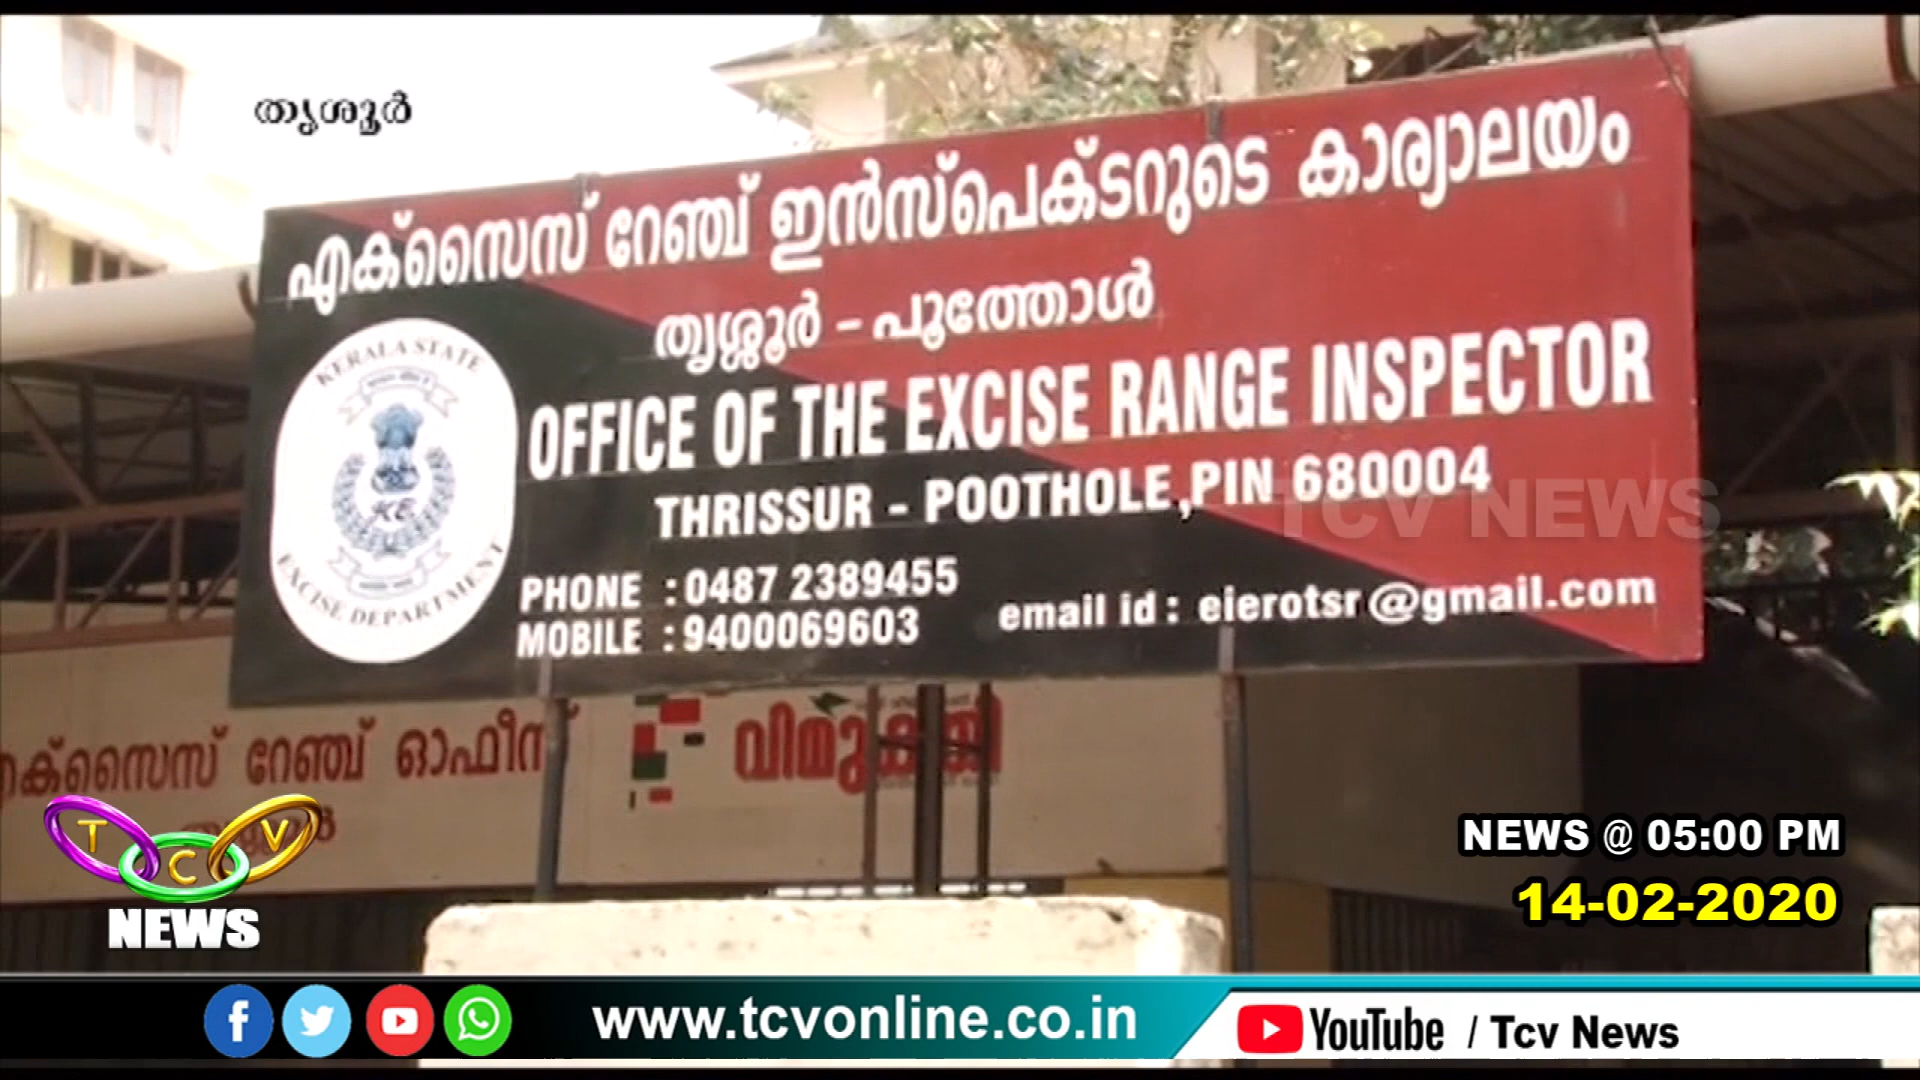 തൃശൂർ
എക്സൈസ് റേഞ്ച് ഇൻസ്പെക്ടറുടെ കാര്യാലയം
തൃശ്ശൂർ - പൂത്തോൾ
KERALA STATE
KE
EXCISE DEPARTMENT
OFFICE OF THE EXCISE RANGE INSPECTOR
THRISSUR - POOTHOLE,PIN 680004
TCV NEWS
PHONE : 0487 2389455
MOBILE : 9400069603
email id : eierotsr@gmail.com
എക്സൈസ് റേഞ്ച് ഓഫീസ്
വിമുക്തി
T C V
NEWS
NEWS @ 05:00 PM
14-02-2020
www.tcvonline.co.in
YouTube / Tcv News